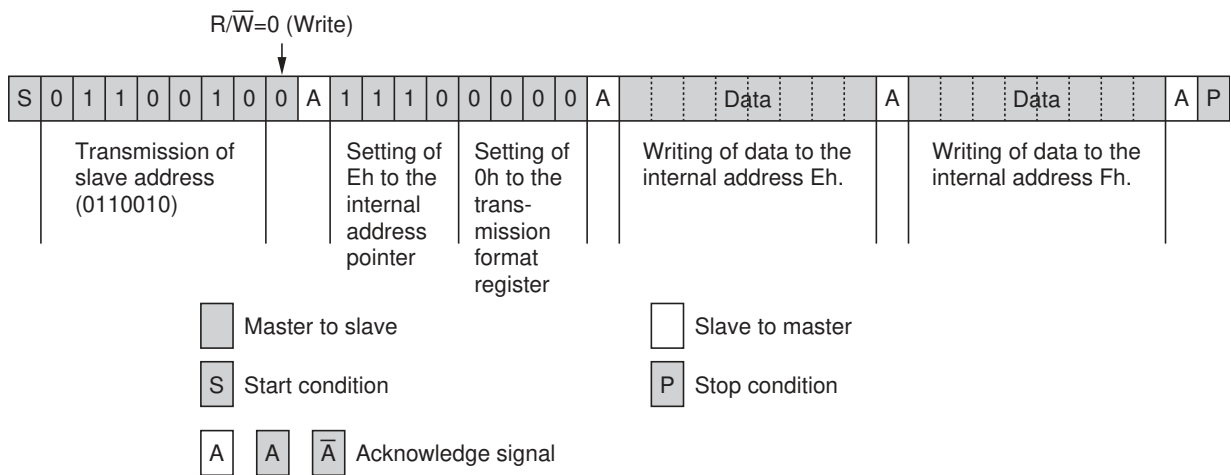 R/W̅=0 (Write)
S 0 1 1 0 0 1 0 0 A 1 1 1 0 0 0 0 0 A Data A Data A P
Transmission of
slave address
(0110010)
Setting of
Eh to the
internal
address
pointer
Setting of
0h to the
trans-
mission
format
register
Writing of data to the
internal address Eh.
Writing of data to the
internal address Fh.
Master to slave
Slave to master
S Start condition
P Stop condition
A A A̅ Acknowledge signal